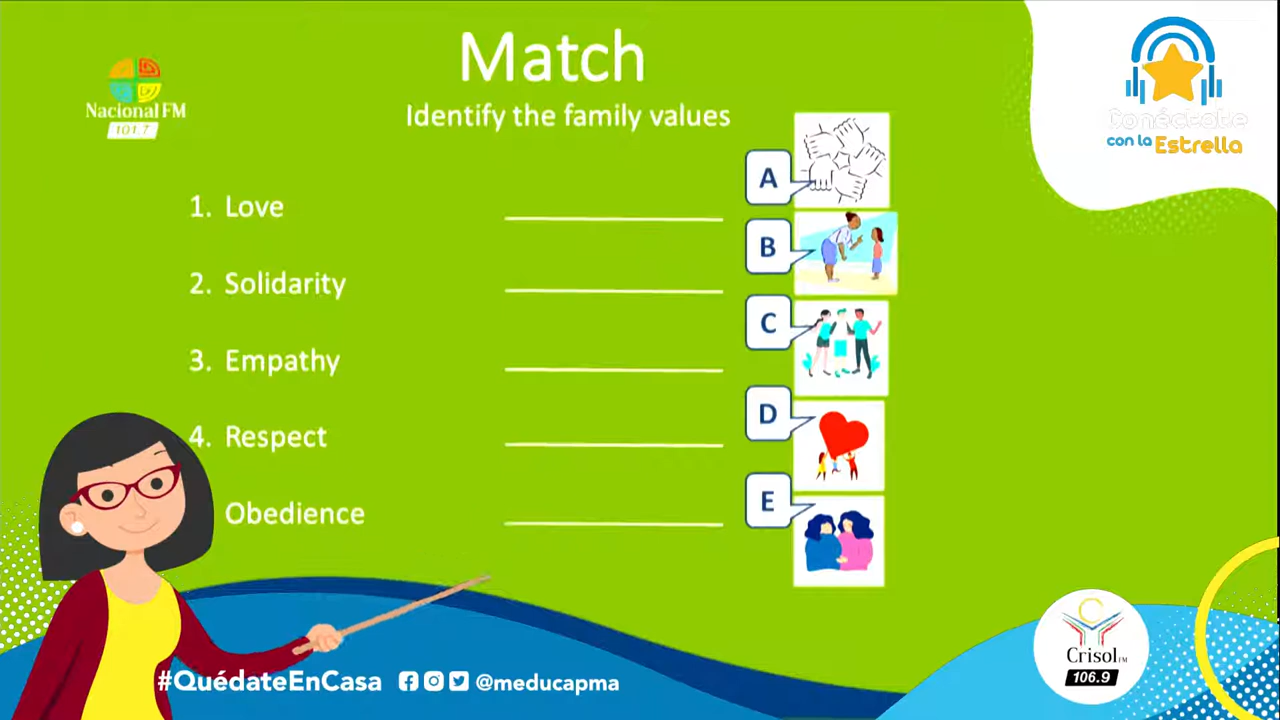 Match
Identify the family values
Nacional FM
101.7
Conéctate
con la Estrella
1. Love
2. Solidarity
3. Empathy
4. Respect
Obedience
A
B
C
D
E
#QuédateEnCasa @meducapma
Crisol FM
106.9